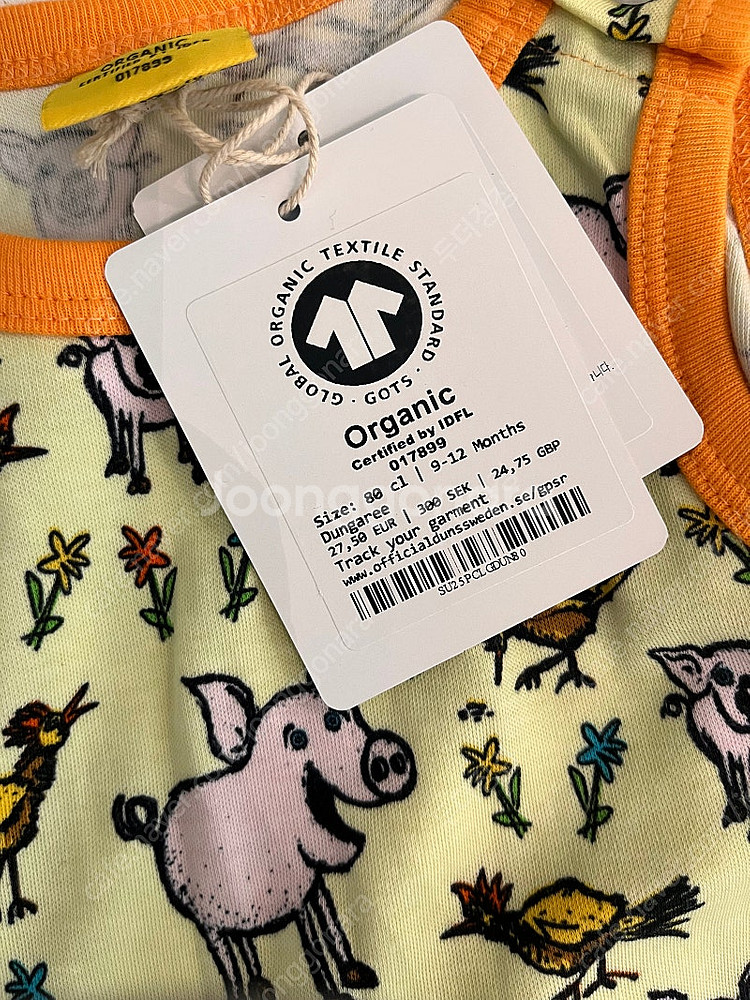 ORGANIC
CERTIFIED BY IDFL
017899
GLOBAL ORGANIC TEXTILE STANDARD · GOTS ·
Organic
Certified by IDFL
017899
Size: 80 cl | 9-12 Months
Dungaree
27,50 EUR | 300 SEK | 24,75 GBP
Track your garment
www.officialdunssweden.se/gpsr
SU25PCLGDUN80
니다.